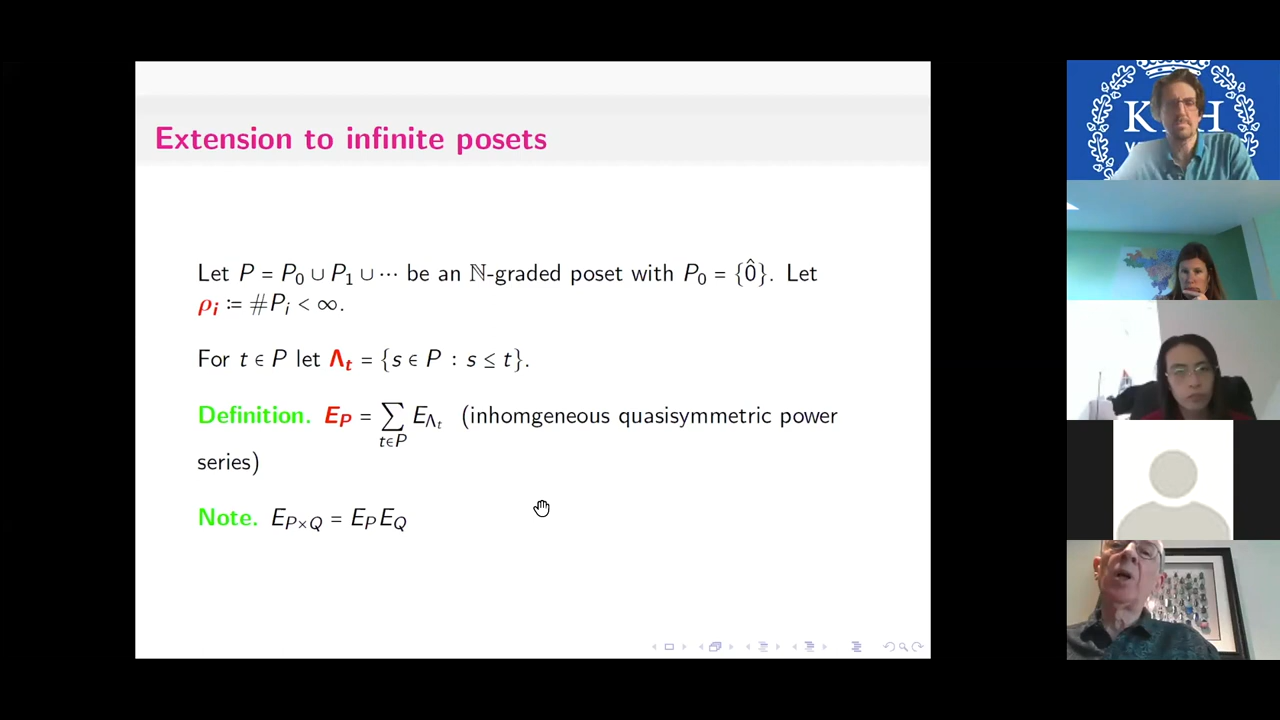 Extension to infinite posets
Let P = P₀ ∪ P₁ ∪ ⋯ be an ℕ-graded poset with P₀ = {0̂}. Let
ρᵢ ≔ #Pᵢ < ∞.
For t ∈ P let Λₜ = {s ∈ P : s ≤ t}.
Definition. E_P = ∑_{t∈P} E_{Λₜ} (inhomgeneous quasisymmetric power
series)
Note. E_{P×Q} = E_P E_Q